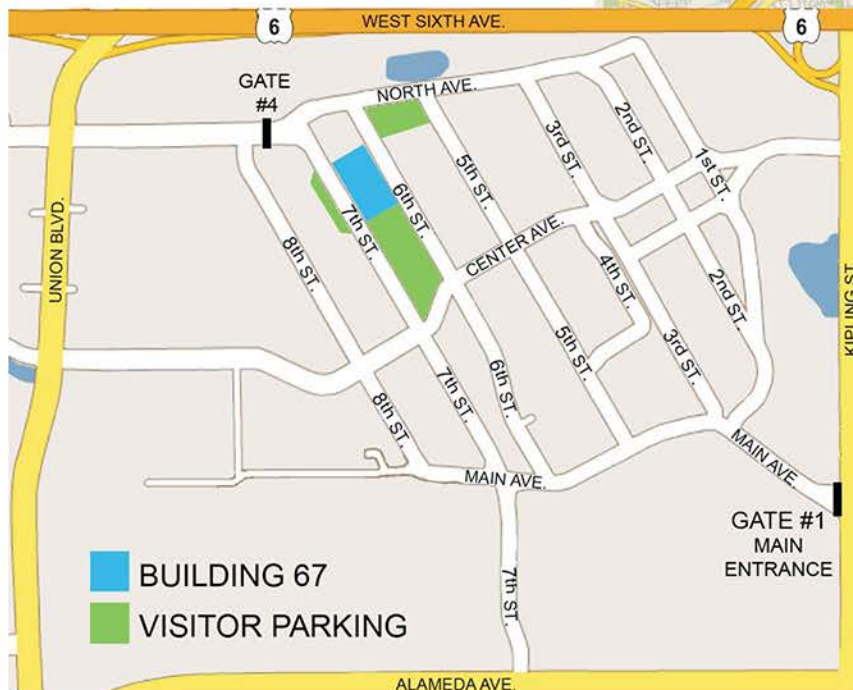 WEST SIXTH AVE.
6
6
GATE
#4
NORTH AVE.
3rd ST.
2nd ST.
1st ST.
5th ST.
6th ST.
7th ST.
8th ST.
UNION BLVD.
CENTER AVE.
4th ST.
2nd ST.
KIPLING ST.
5th ST.
3rd ST.
6th ST.
7th ST.
8th ST.
MAIN AVE.
MAIN AVE.
GATE #1
MAIN
ENTRANCE
BUILDING 67
VISITOR PARKING
7th ST.
ALAMEDA AVE.